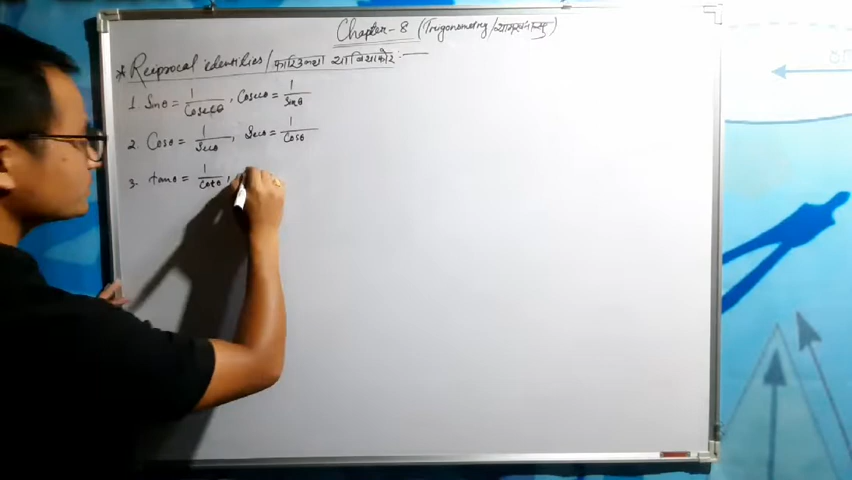 Chapter - 8 (Trigonometry/
* Reciprocal identities/
1. Sinθ = 1/Cosecθ, Cosecθ = 1/Sinθ
2. Cosθ = 1/Secθ, Secθ = 1/Cosθ
3. tanθ = 1/Cotθ,